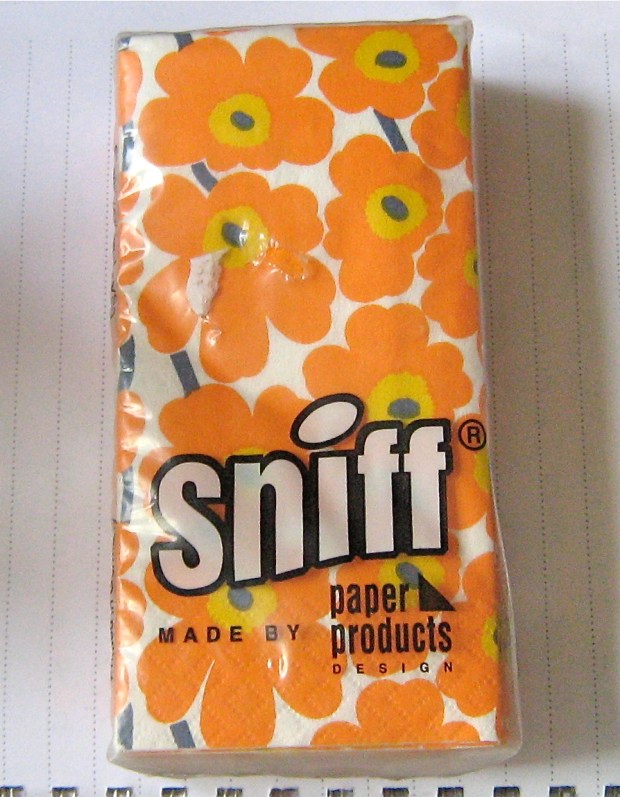 sniff®
paper
MADE BY products
DESIGN